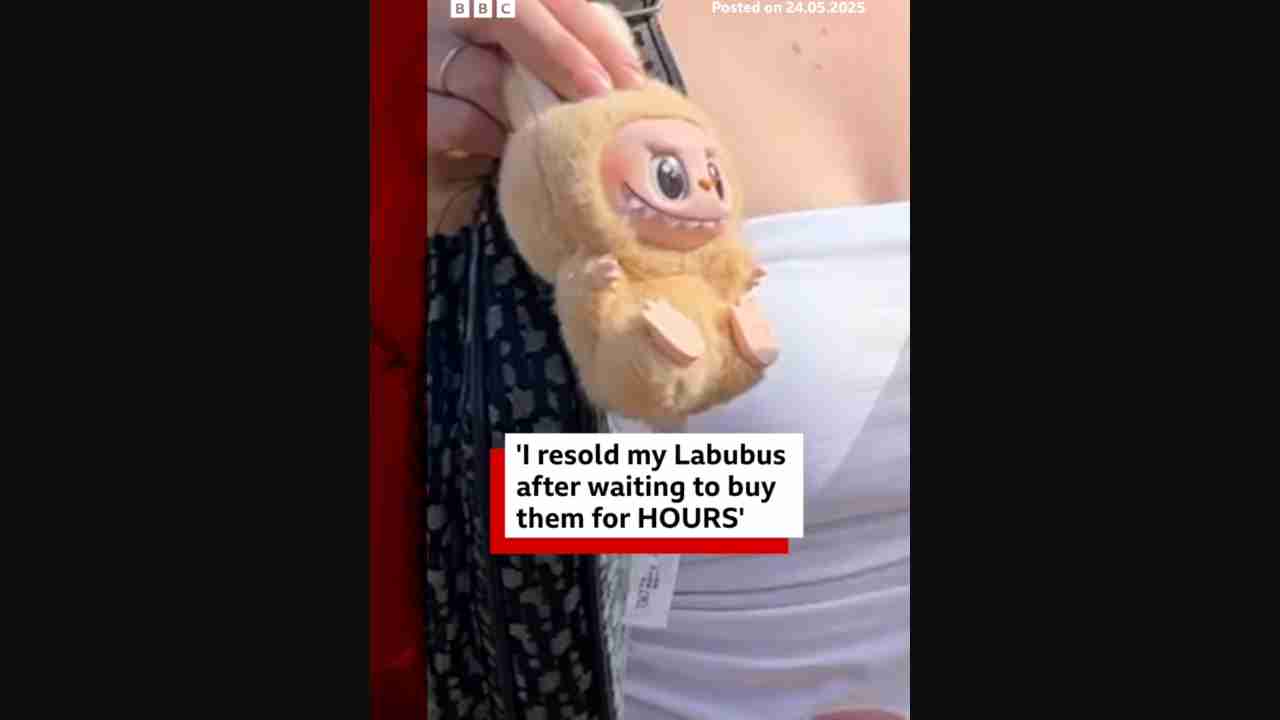 BBC
Posted on 24.05.2025
'I resold my Labubus
after waiting to buy
them for HOURS'